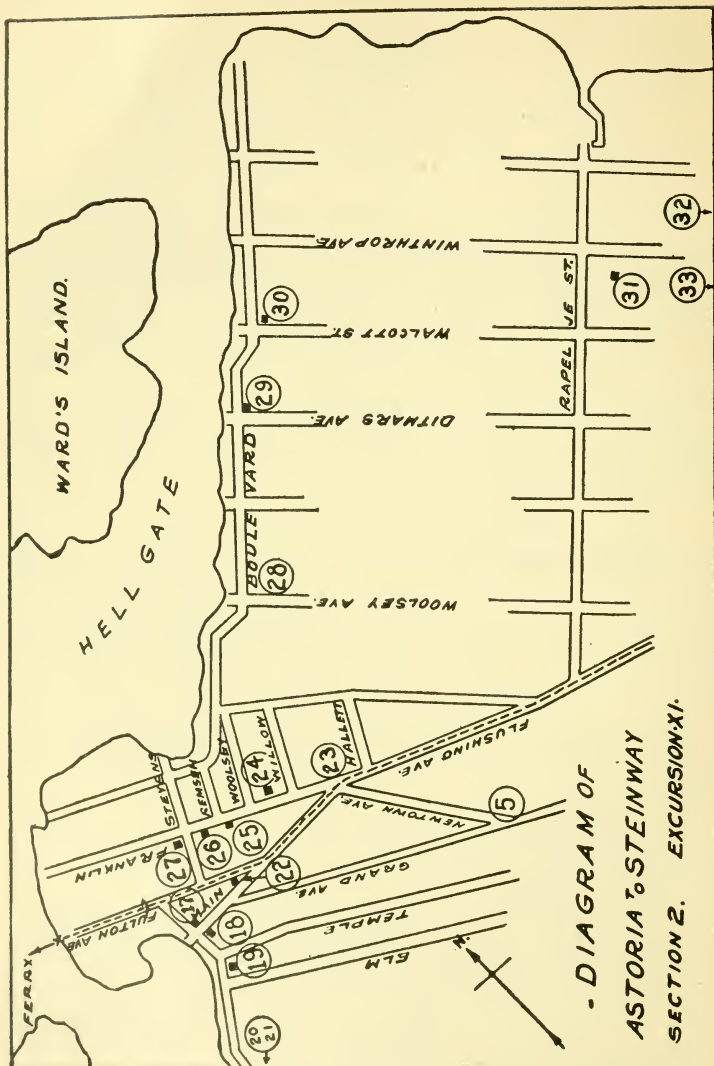 WARD'S ISLAND.
HELL GATE
FERRY
FULTON AVE
FRANKLIN
STEVENS
REMSEN
WOOLSEY
WILLOW
HALLETT
MAIN
BOULE VARD
WOOLSEY AVE.
DITMARS AVE.
WALCOTT ST.
WINTHROP AVE.
RAPEL JE ST.
FLUSHING AVE.
NEWTOWN AVE.
GRAND AVE.
TEMPLE
ELM
5
17
18
19
20
21
22
23
24
25
26
27
28
29
30
31
32
33
N.
- DIAGRAM OF
ASTORIA TO STEINWAY
SECTION 2. EXCURSION·XI·